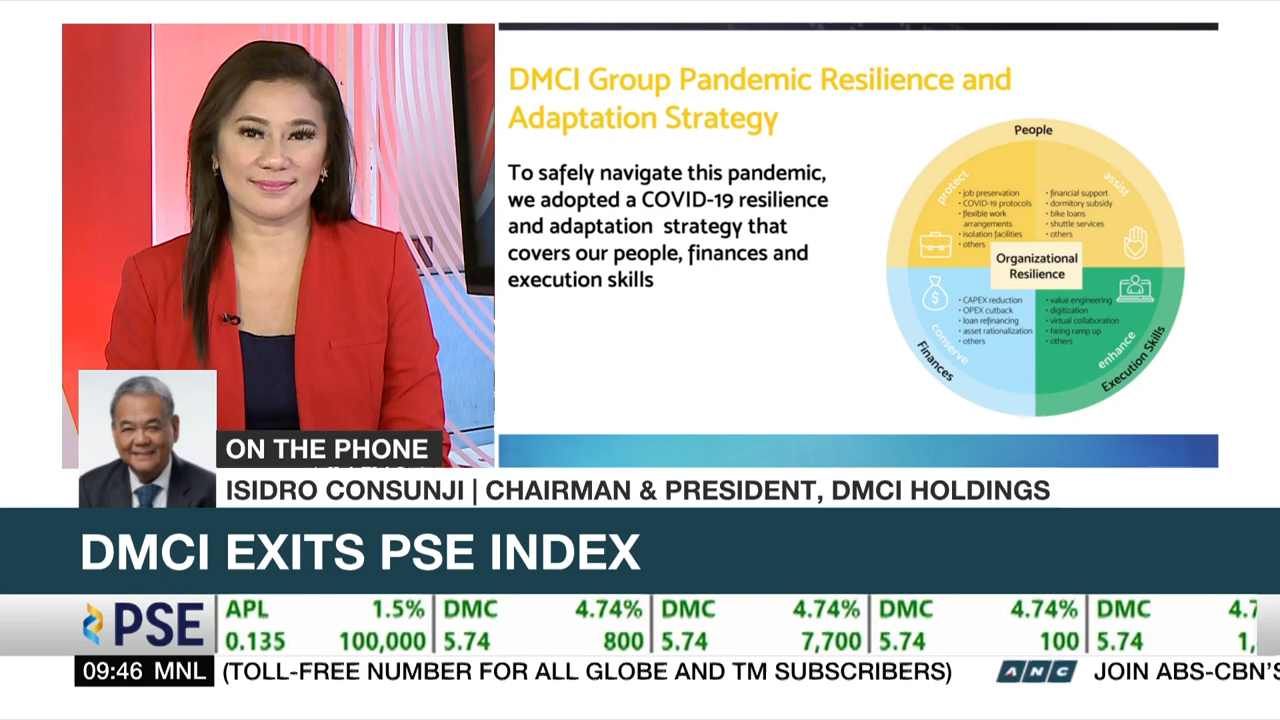 DMCI Group Pandemic Resilience and
Adaptation Strategy
To safely navigate this pandemic,
we adopted a COVID-19 resilience
and adaptation strategy that
covers our people, finances and
execution skills
People
protect
• job preservation
• COVID-19 protocols
• flexible work
arrangements
• isolation facilities
• others
assist
• financial support
• dormitory subsidy
• bike loans
• shuttle services
• others
Organizational
Resilience
• CAPEX reduction
• OPEX cutback
• loan refinancing
• asset rationalization
• others
conserve
Finances
• value engineering
• digitization
• virtual collaboration
• hiring ramp up
• others
enhance
Execution Skills
ON THE PHONE
ISIDRO CONSUNJI | CHAIRMAN & PRESIDENT, DMCI HOLDINGS
DMCI EXITS PSE INDEX
PSE
APL 1.5% DMC 4.74% DMC 4.74% DMC 4.74% DMC 4.7
0.135 100,000 5.74 800 5.74 7,700 5.74 100 5.74 1,
09:46 MNL (TOLL-FREE NUMBER FOR ALL GLOBE AND TM SUBSCRIBERS) ANC JOIN ABS-CBN'S